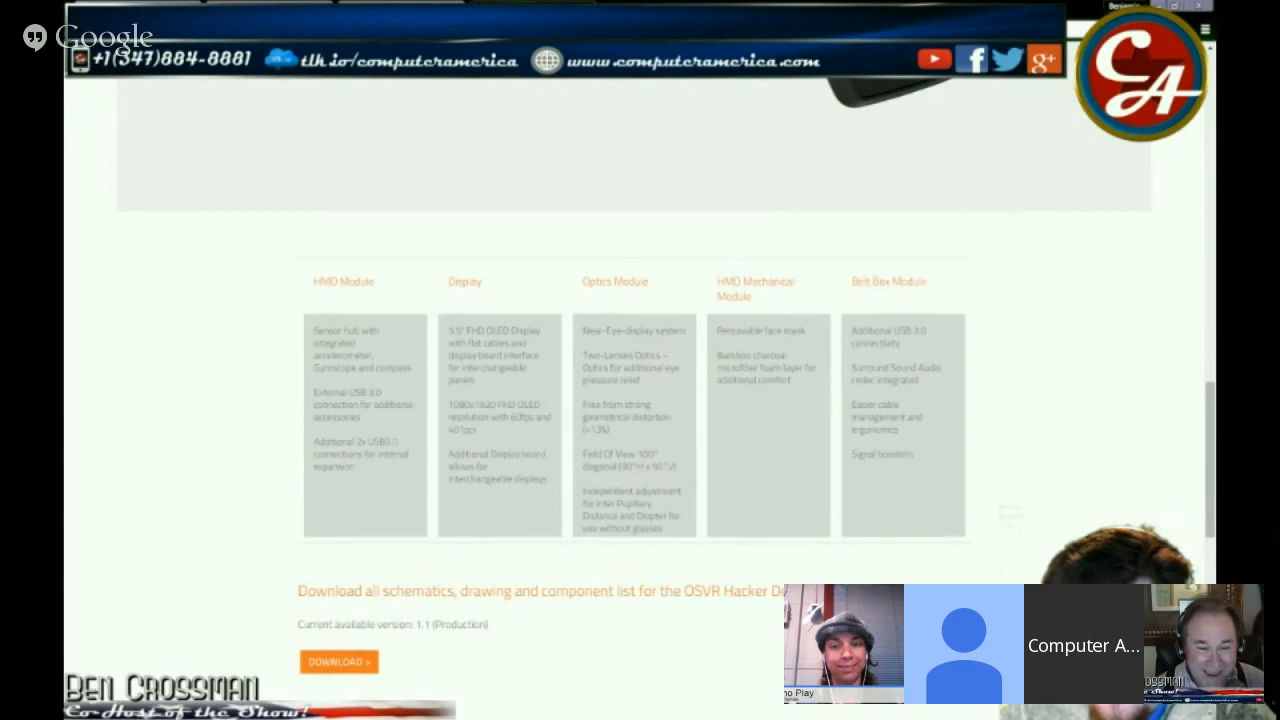 Benjamin
Google
+1(347)884-8881
tlk.io/computeramerica
www.computeramerica.com
CA
HMD Module
Display
Optics Module
HMD Mechanical
Module
Belt Box Module
Sensor hub with
integrated
accelerometer,
Gyroscope and compass
External USB 3.0
connection for additional
accessories
Additional 2x USB3.0
connections for internal
expansion
5.5" FHD OLED Display
with flat cables and
display board interface
for interchangeable
panels
1080x1920 FHD OLED
resolution with 60fps and
401ppi
Additional Display board
allows for
interchangeable displays
Near-Eye-display system
Two-Lenses Optics –
Optics for additional eye
pressure relief
Free from strong
geometrical distortion
(<13%)
Field Of View 100°
diagonal (90°H x 90°V)
Independent adjustment
for Inter Pupillary
Distance and Diopter for
use without glasses
Removable face mask
Bamboo charcoal
microfiber foam layer for
additional comfort
Additional USB 3.0
connectivity
Surround Sound Audio
codec integrated
Easier cable
management and
ergonomics
Signal boosters
Download all schematics, drawing and component list for the OSVR Hacker De
Current available version: 1.1 (Production)
DOWNLOAD >
Ben Crossman
Co-Host of the Show!
no Play
Computer A...
ossman
the Show!